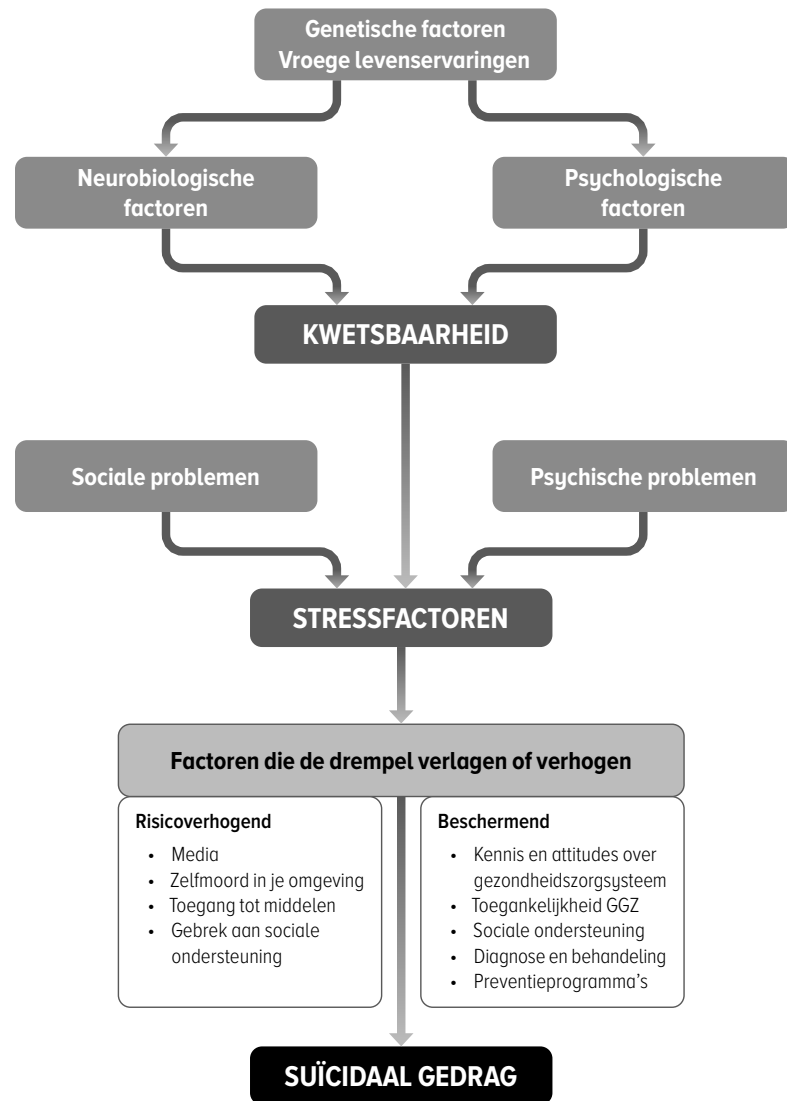 Genetische factoren
Vroege levenservaringen
Neurobiologische
factoren
Psychologische
factoren
KWETSBAARHEID
Sociale problemen
Psychische problemen
STRESSFACTOREN
Factoren die de drempel verlagen of verhogen
Risicoverhogend
• Media
• Zelfmoord in je omgeving
• Toegang tot middelen
• Gebrek aan sociale
ondersteuning
Beschermend
• Kennis en attitudes over
gezondheidszorgsysteem
• Toegankelijkheid GGZ
• Sociale ondersteuning
• Diagnose en behandeling
• Preventieprogramma's
SUÏCIDAAL GEDRAG